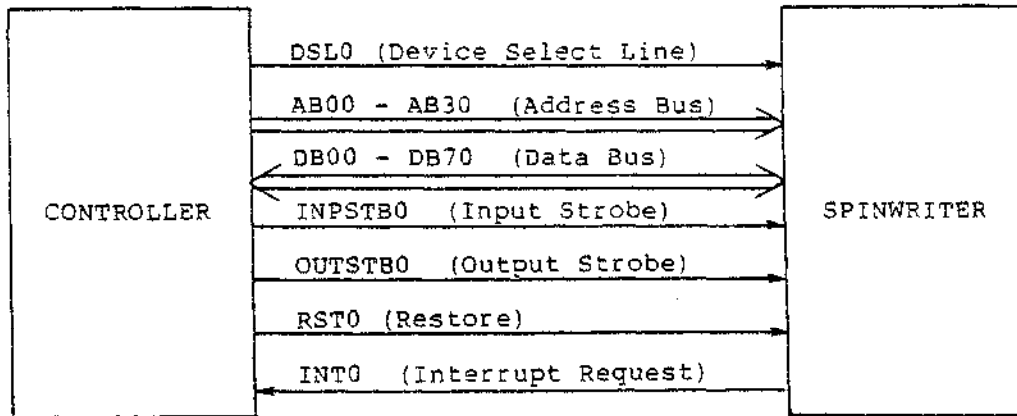 DSL0 (Device Select Line)
AB00 - AB30 (Address Bus)
DB00 - DB70 (Data Bus)
CONTROLLER
INPSTB0 (Input Strobe)
SPINWRITER
OUTSTB0 (Output Strobe)
RST0 (Restore)
INT0 (Interrupt Request)